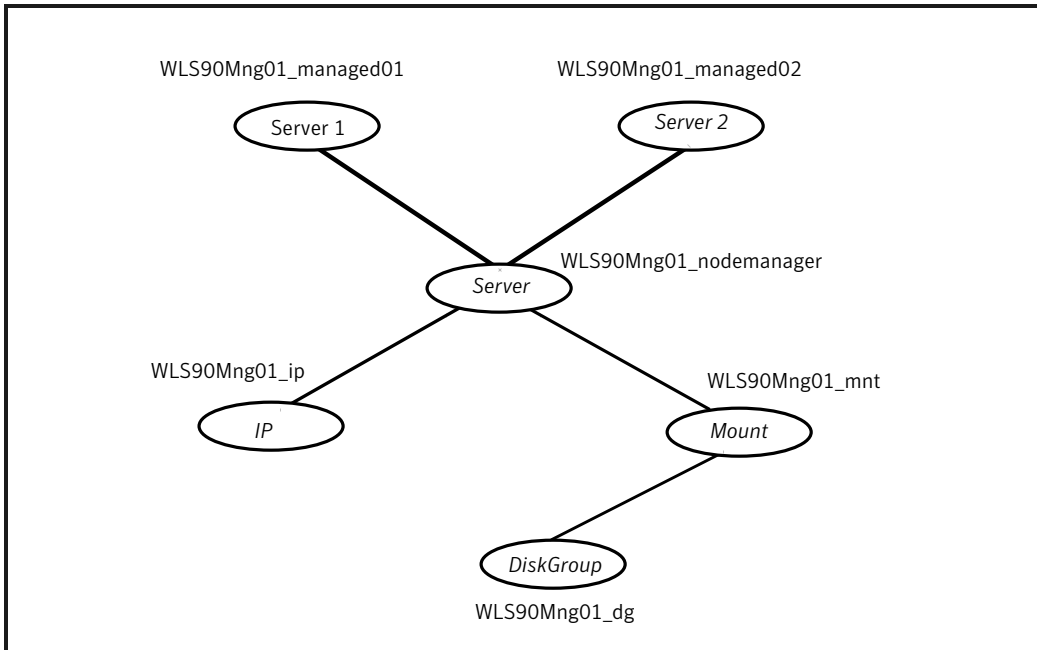 WLS90Mng01_managed01
WLS90Mng01_managed02
Server 1
Server 2
WLS90Mng01_nodemanager
Server
WLS90Mng01_ip
WLS90Mng01_mnt
IP
Mount
DiskGroup
WLS90Mng01_dg